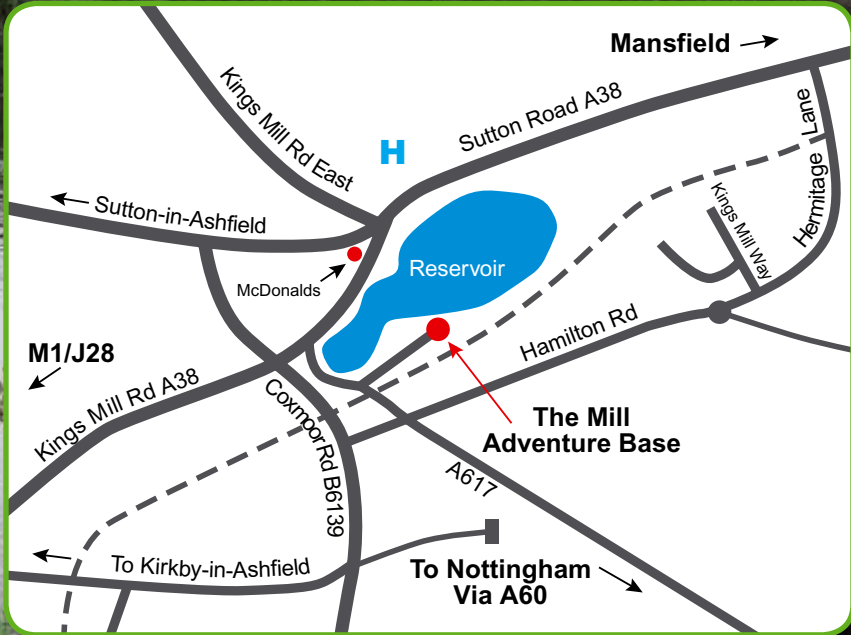 Mansfield
Kings Mill Rd East
H
Sutton Road A38
Hermitage Lane
Sutton-in-Ashfield
Kings Mill Way
Reservoir
McDonalds
Hamilton Rd
M1/J28
Kings Mill Rd A38
Coxmoor Rd B6139
The Mill
Adventure Base
A617
To Kirkby-in-Ashfield
To Nottingham
Via A60